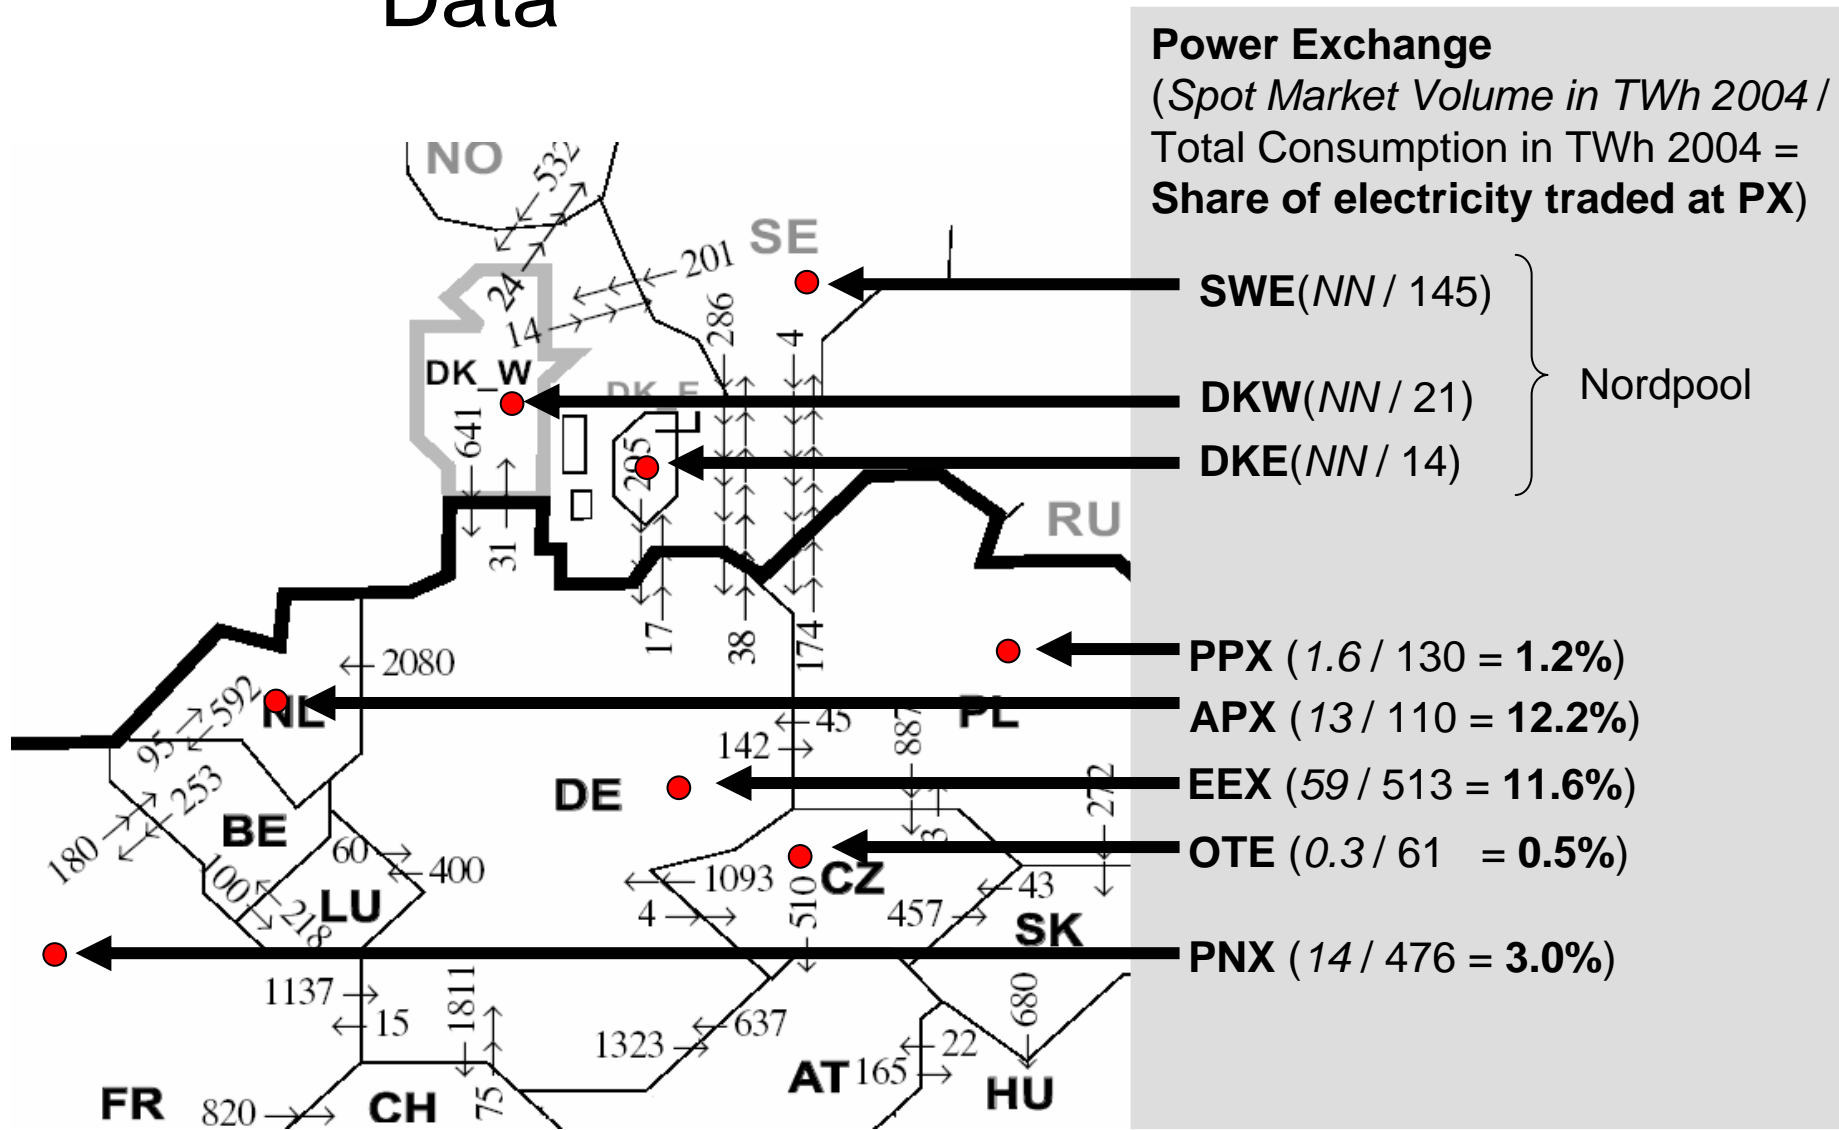 Data
Power Exchange
(Spot Market Volume in TWh 2004 /
Total Consumption in TWh 2004 =
Share of electricity traded at PX)
NO
532
SE
201
24
14
286
4
SWE(NN / 145)
DK_W
DK_E
DKW(NN / 21)
Nordpool
641
295
DKE(NN / 14)
RU
31
17
38
174
2080
PPX (1.6 / 130 = 1.2%)
592
NL
95
45
142
887
PL
APX (13 / 110 = 12.2%)
253
DE
272
EEX (59 / 513 = 11.6%)
180
BE
60
400
3
OTE (0.3 / 61 = 0.5%)
100
218
LU
1093
4
510
CZ
457
43
SK
PNX (14 / 476 = 3.0%)
1137
15
1811
637
1323
680
22
165
AT
HU
FR
820
CH
75